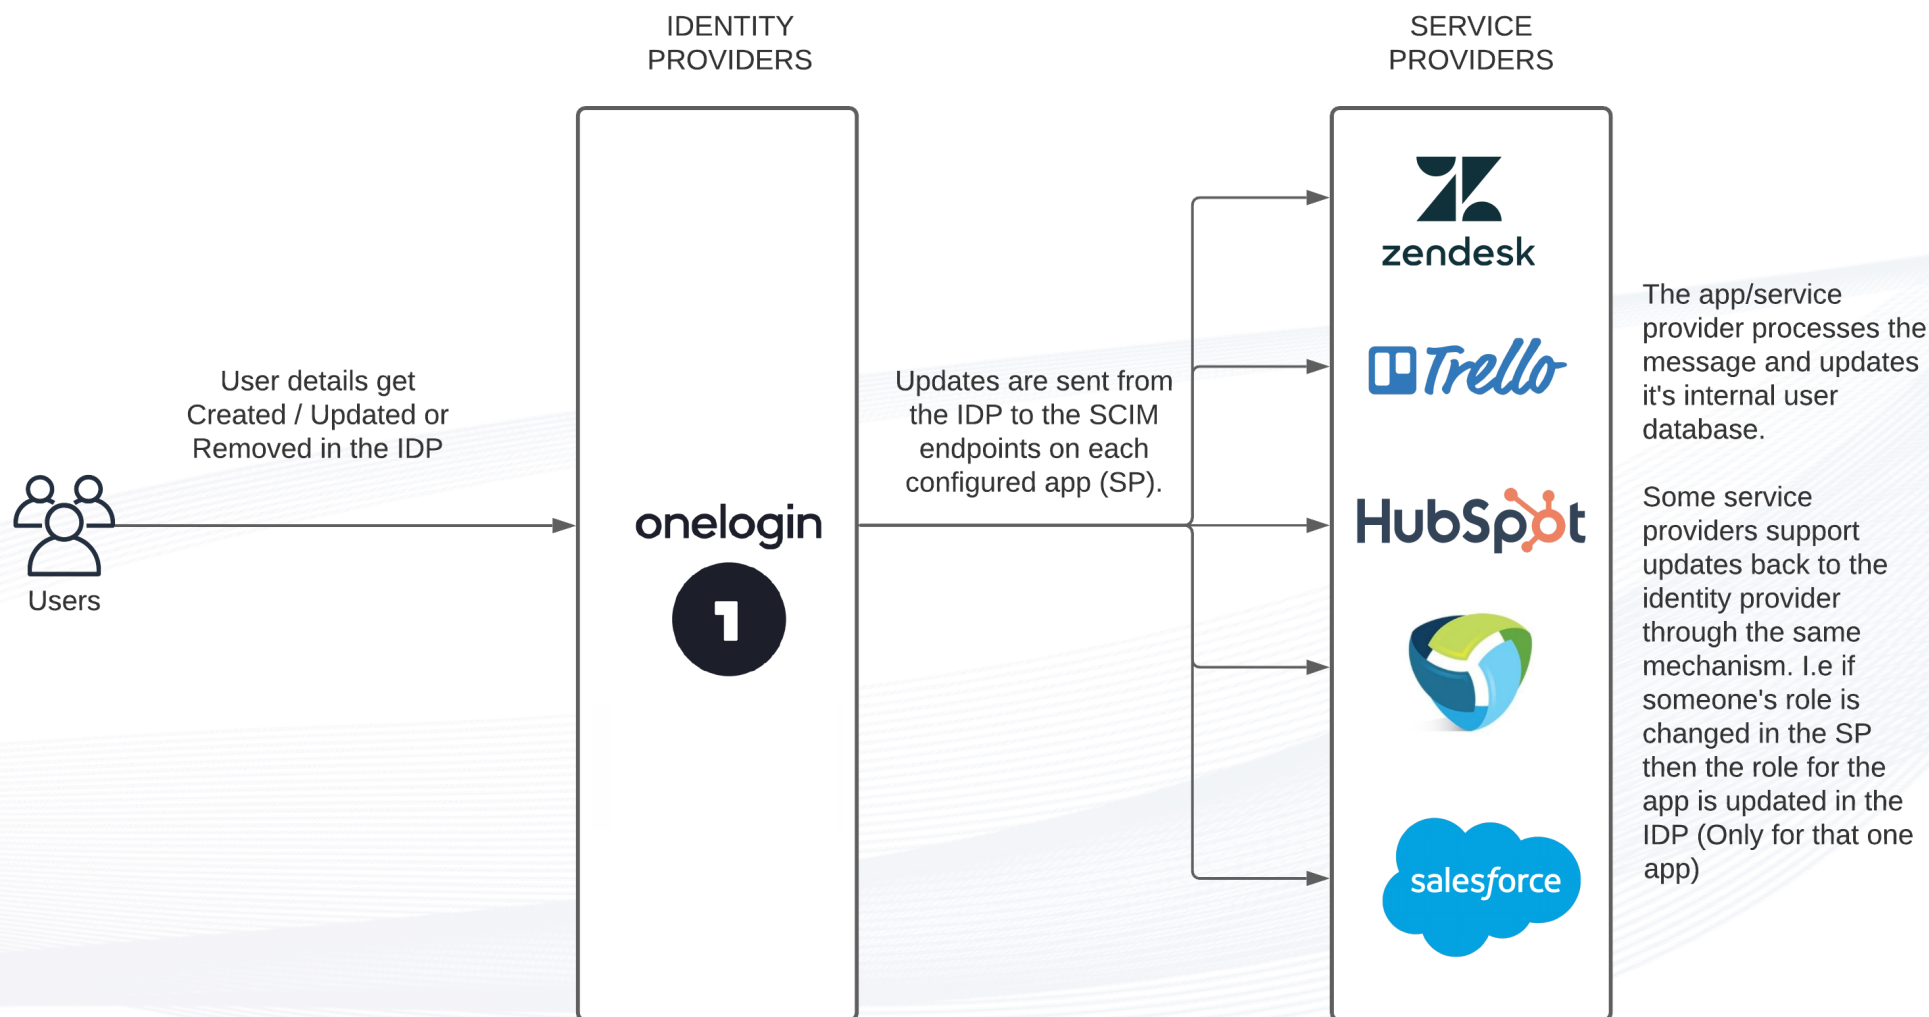 IDENTITY
PROVIDERS
SERVICE
PROVIDERS
User details get
Created / Updated or
Removed in the IDP
Users
onelogin
1
Updates are sent from
the IDP to the SCIM
endpoints on each
configured app (SP).
zendesk
Trello
HubSpot
salesforce
The app/service
provider processes the
message and updates
it's internal user
database.
Some service
providers support
updates back to the
identity provider
through the same
mechanism. I.e if
someone's role is
changed in the SP
then the role for the
app is updated in the
IDP (Only for that one
app)